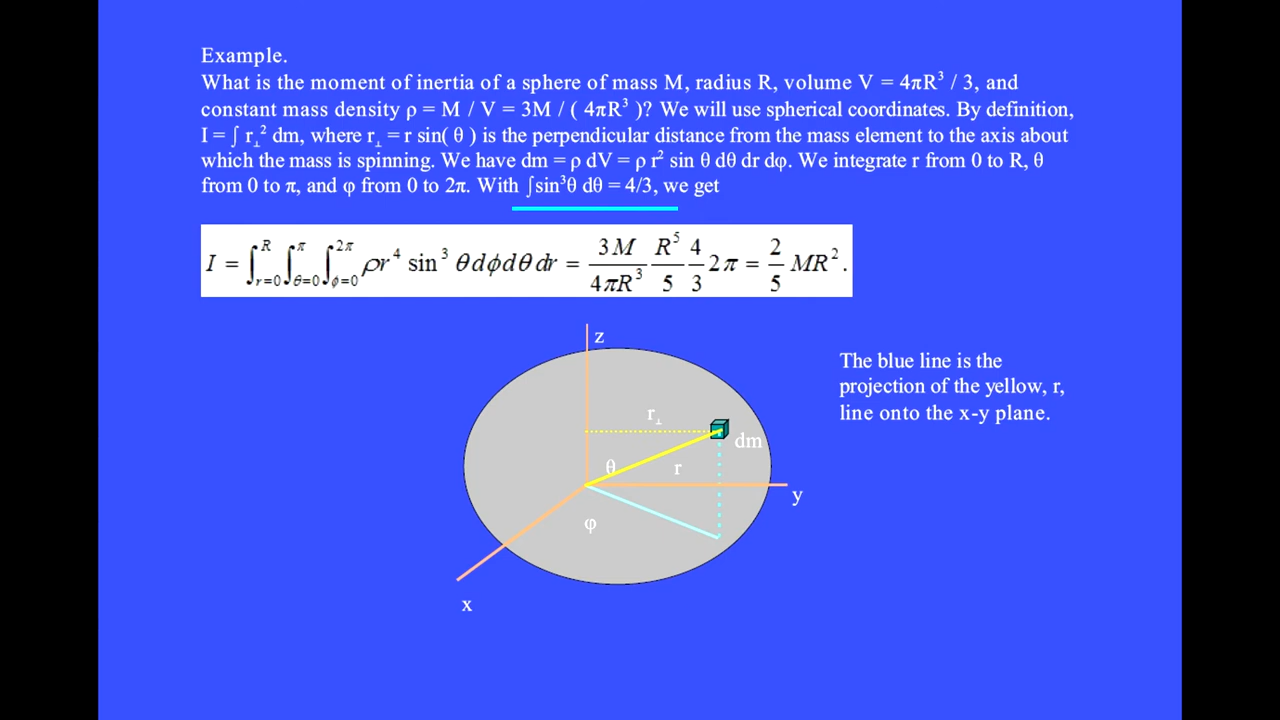 Example.
What is the moment of inertia of a sphere of mass M, radius R, volume V = 4πR³ / 3, and
constant mass density ρ = M / V = 3M / ( 4πR³ )? We will use spherical coordinates. By definition,
I = ∫ r⊥² dm, where r⊥ = r sin( θ ) is the perpendicular distance from the mass element to the axis about
which the mass is spinning. We have dm = ρ dV = ρ r² sin θ dθ dr dφ. We integrate r from 0 to R, θ
from 0 to π, and φ from 0 to 2π. With ∫sin³θ dθ = 4/3, we get
I = ∫_{r=0}^{R} ∫_{θ=0}^{π} ∫_{ϕ=0}^{2π} ρr⁴ sin³ θdϕdθdr = \frac{3M}{4πR³} \frac{R⁵}{5} \frac{4}{3} 2π = \frac{2}{5} MR².
z
The blue line is the
projection of the yellow, r,
line onto the x-y plane.
r⊥
dm
θ
r
y
φ
x